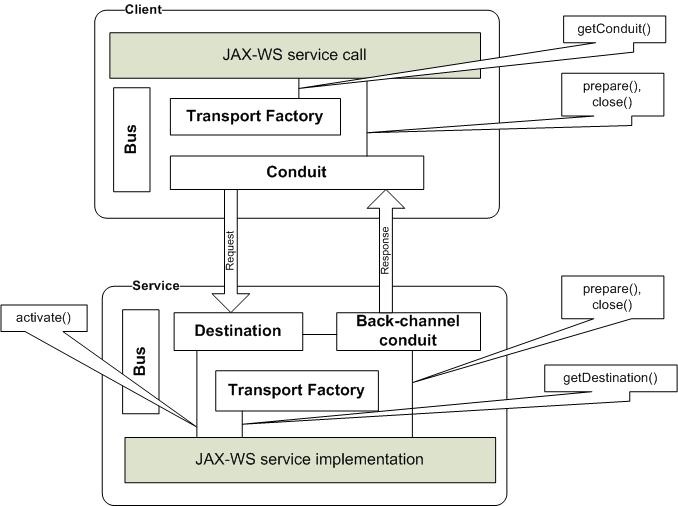 Client
getConduit()
JAX-WS service call
prepare(),
close()
Transport Factory
Bus
Conduit
Request
Response
Service
prepare(),
close()
activate()
Destination
Back-channel
conduit
Bus
Transport Factory
getDestination()
JAX-WS service implementation